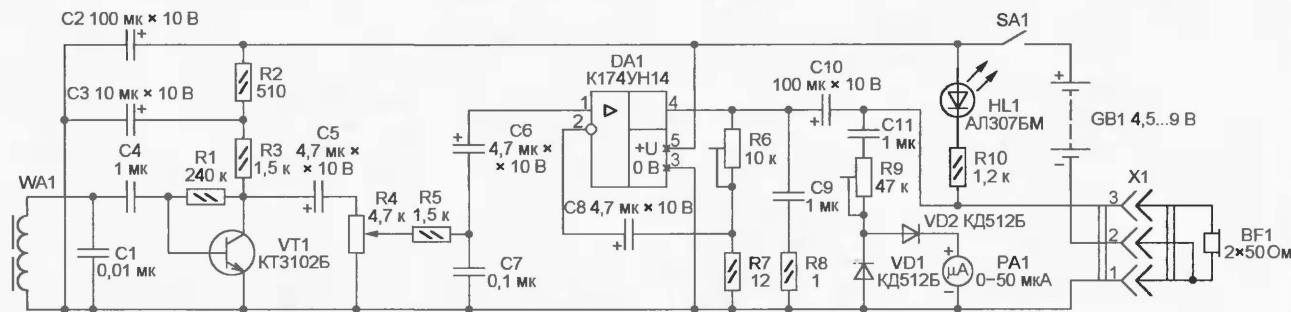 C2 100 мк × 10 В
R2
510
C3 10 мк × 10 В
C4
1 мк
R1
240 к
R3
1,5 к
C5
4,7 мк ×
× 10 В
WA1
C1
0,01 мк
VT1
КТ3102Б
R4
4,7 к
R5
1,5 к
C6
4,7 мк ×
× 10 В
C7
0,1 мк
DA1
К174УН14
1
2
4
+U
5
0 В
3
C8 4,7 мк × 10 В
R6
10 к
R7
12
C9
1 мк
R8
1
C10
100 мк × 10 В
C11
1 мк
R9
47 к
VD2 КД512Б
VD1
КД512Б
μA
PA1
0–50 мкА
HL1
АЛ307БМ
R10
1,2 к
SA1
GB1 4,5...9 В
X1
3
2
1
BF1
2×50 Ом